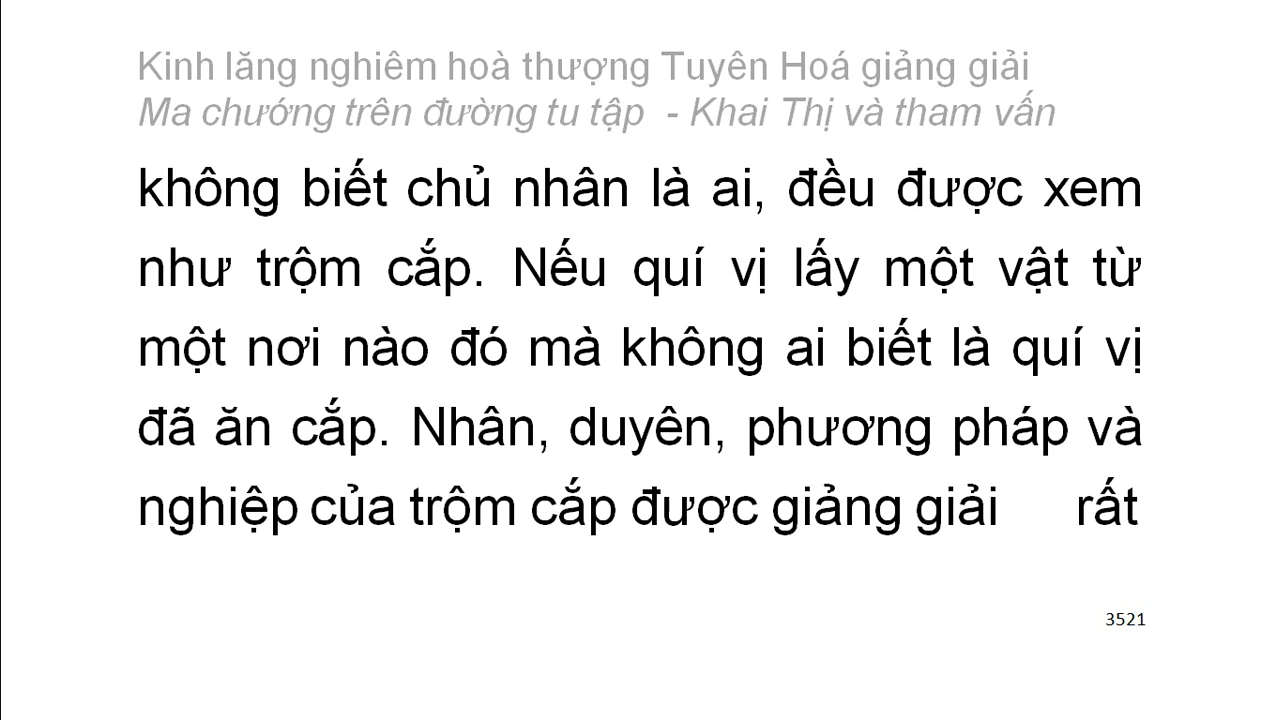 Kinh lăng nghiêm hoà thượng Tuyên Hoá giảng giải
Ma chướng trên đường tu tập - Khai Thị và tham vấn
không biết chủ nhân là ai, đều được xem
như trộm cắp. Nếu quí vị lấy một vật từ
một nơi nào đó mà không ai biết là quí vị
đã ăn cắp. Nhân, duyên, phương pháp và
nghiệp của trộm cắp được giảng giải rất
3521